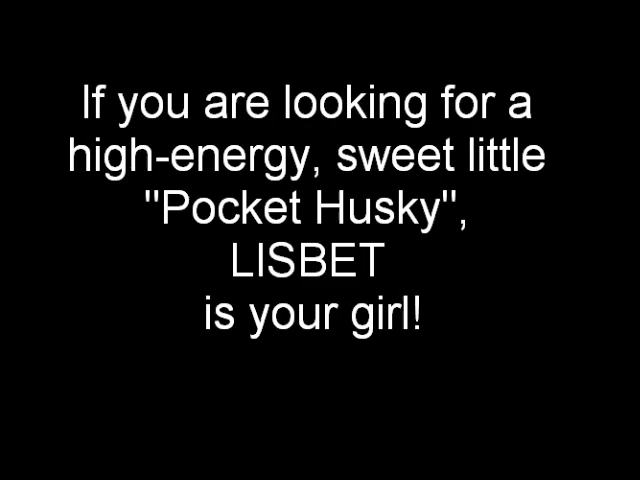 If you are looking for a
high-energy, sweet little
"Pocket Husky",
LISBET
is your girl!